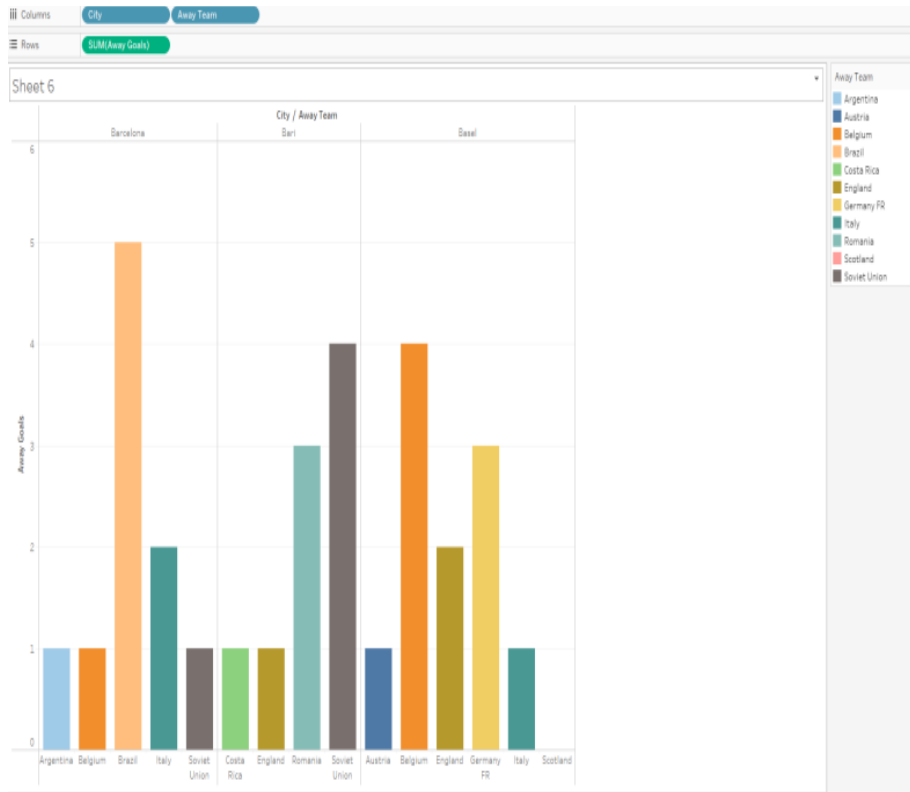 Columns City Away Team
Rows SUM(Away Goals)
Sheet 6
City / Away Team
Barcelona Bari Basel
6
5
4
3
2
1
0
Away Goals
Argentina Belgium Brazil Italy Soviet Union Costa Rica England Romania Soviet Union Austria Belgium England Germany FR Italy Scotland
Away Team
Argentina
Austria
Belgium
Brazil
Costa Rica
England
Germany FR
Italy
Romania
Scotland
Soviet Union